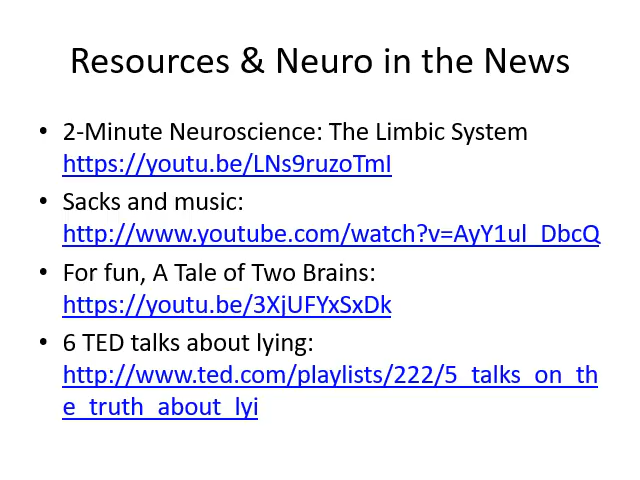 Resources & Neuro in the News
• 2-Minute Neuroscience: The Limbic System
https://youtu.be/LNs9ruzoTmI
• Sacks and music:
http://www.youtube.com/watch?v=AyY1ul_DbcQ
• For fun, A Tale of Two Brains:
https://youtu.be/3XjUFYxSxDk
• 6 TED talks about lying:
http://www.ted.com/playlists/222/5_talks_on_th
e_truth_about_lyi